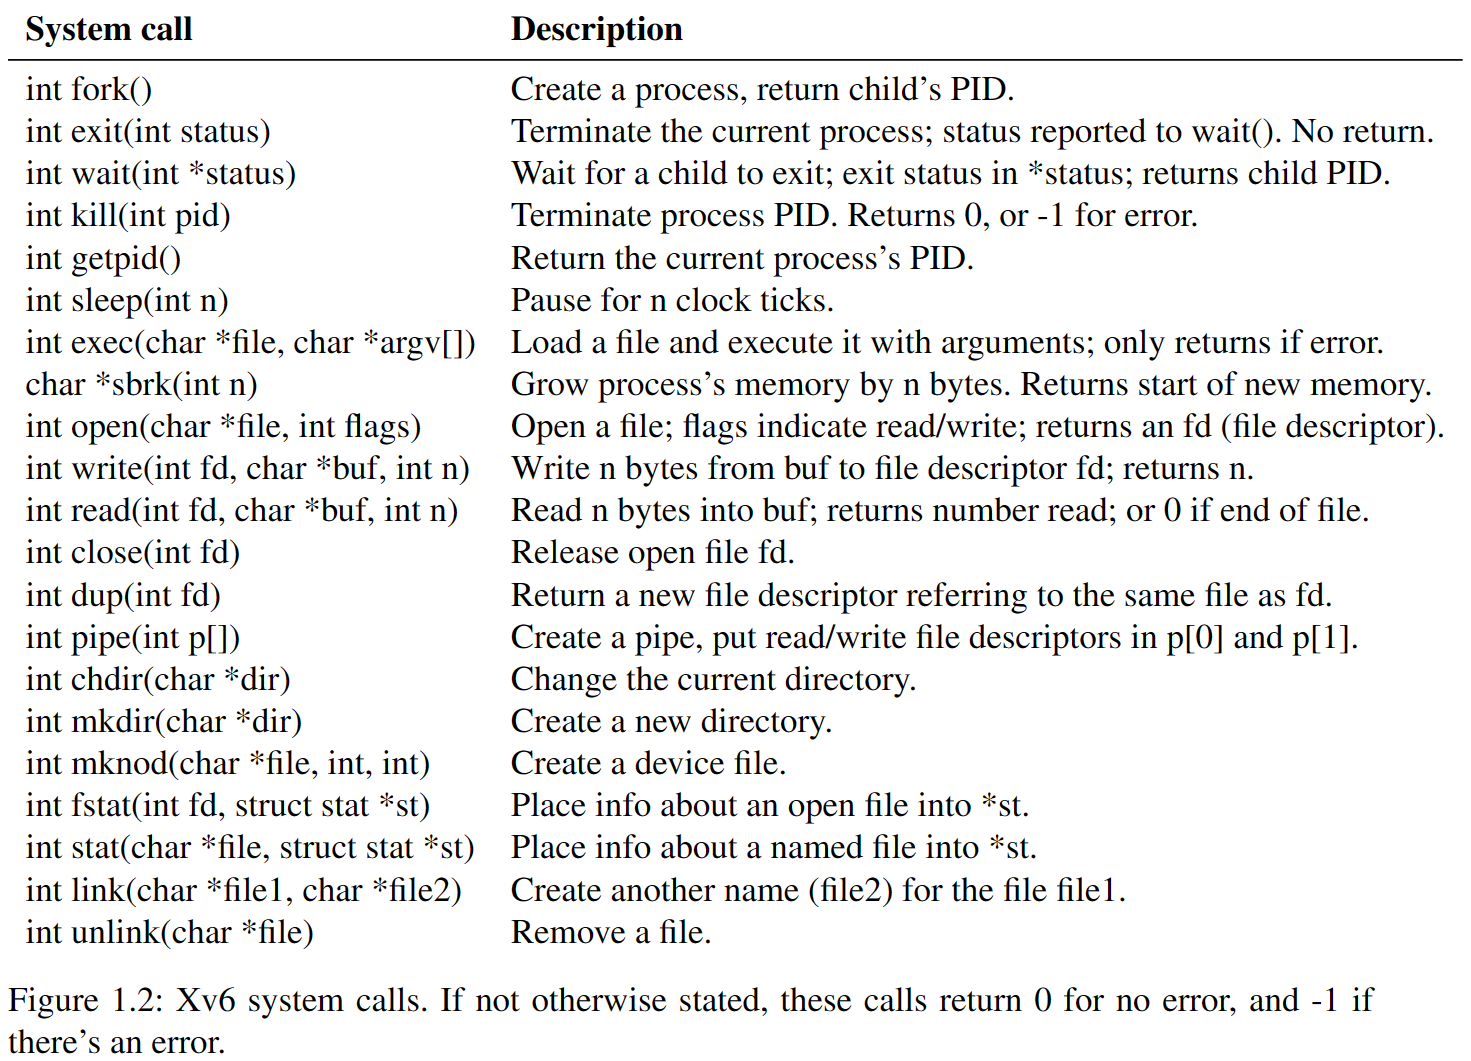 System call Description
int fork() Create a process, return child’s PID.
int exit(int status) Terminate the current process; status reported to wait(). No return.
int wait(int *status) Wait for a child to exit; exit status in *status; returns child PID.
int kill(int pid) Terminate process PID. Returns 0, or -1 for error.
int getpid() Return the current process’s PID.
int sleep(int n) Pause for n clock ticks.
int exec(char *file, char *argv[]) Load a file and execute it with arguments; only returns if error.
char *sbrk(int n) Grow process’s memory by n bytes. Returns start of new memory.
int open(char *file, int flags) Open a file; flags indicate read/write; returns an fd (file descriptor).
int write(int fd, char *buf, int n) Write n bytes from buf to file descriptor fd; returns n.
int read(int fd, char *buf, int n) Read n bytes into buf; returns number read; or 0 if end of file.
int close(int fd) Release open file fd.
int dup(int fd) Return a new file descriptor referring to the same file as fd.
int pipe(int p[]) Create a pipe, put read/write file descriptors in p[0] and p[1].
int chdir(char *dir) Change the current directory.
int mkdir(char *dir) Create a new directory.
int mknod(char *file, int, int) Create a device file.
int fstat(int fd, struct stat *st) Place info about an open file into *st.
int stat(char *file, struct stat *st) Place info about a named file into *st.
int link(char *file1, char *file2) Create another name (file2) for the file file1.
int unlink(char *file) Remove a file.
Figure 1.2: Xv6 system calls. If not otherwise stated, these calls return 0 for no error, and -1 if
there’s an error.